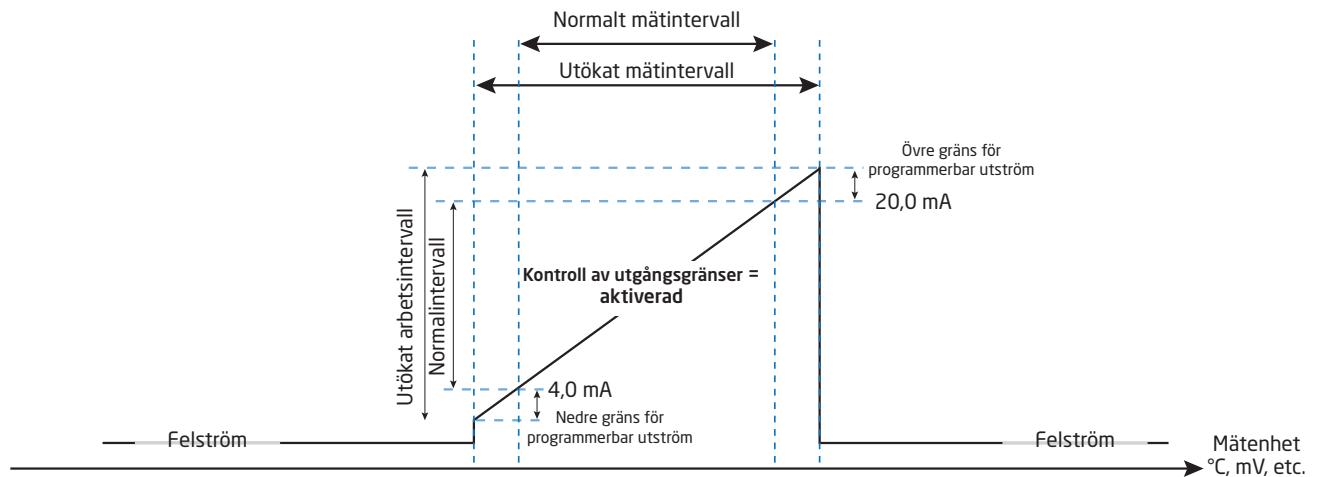 Normalt mätintervall
Utökat mätintervall
Övre gräns för
programmerbar utström
20,0 mA
Utökat arbetsintervall
Normalintervall
Kontroll av utgångsgränser =
aktiverad
4,0 mA
Nedre gräns för
programmerbar utström
Felström
Felström
Mätenhet
°C, mV, etc.